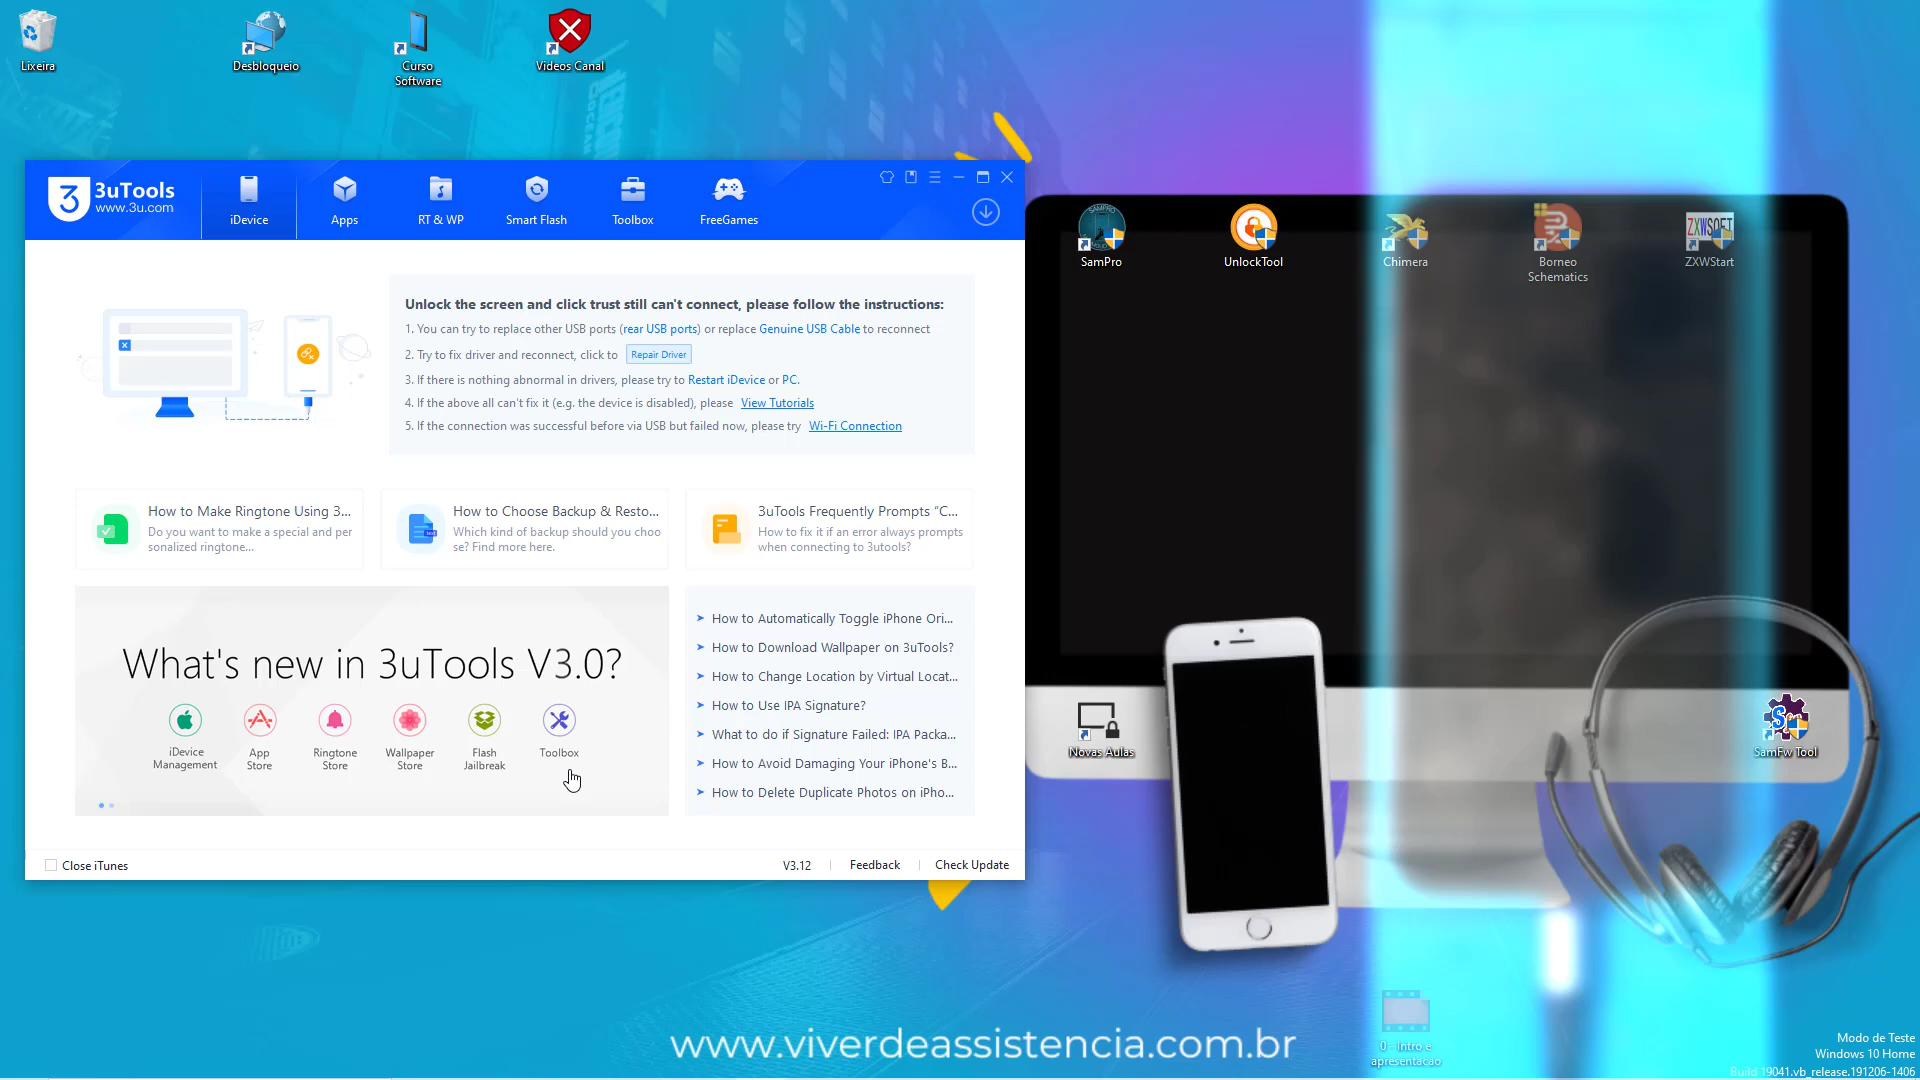 Lixeira
Desbloqueio
Curso
Software
Videos Canal
3uTools
www.3u.com
iDevice
Apps
RT & WP
Smart Flash
Toolbox
FreeGames
Unlock the screen and click trust still can't connect, please follow the instructions:
1. You can try to replace other USB ports (rear USB ports) or replace Genuine USB Cable to reconnect
2. Try to fix driver and reconnect, click to Repair Driver
3. If there is nothing abnormal in drivers, please try to Restart iDevice or PC.
4. If the above all can't fix it (e.g. the device is disabled), please View Tutorials
5. If the connection was successful before via USB but failed now, please try Wi-Fi Connection
How to Make Ringtone Using 3...
Do you want to make a special and per
sonalized ringtone...
How to Choose Backup & Resto...
Which kind of backup should you choo
se? Find more here.
3uTools Frequently Prompts “C...
How to fix it if an error always prompts
when connecting to 3utools?
What's new in 3uTools V3.0?
iDevice
Management
App
Store
Ringtone
Store
Wallpaper
Store
Flash
Jailbreak
Toolbox
How to Automatically Toggle iPhone Ori...
How to Download Wallpaper on 3uTools?
How to Change Location by Virtual Locat...
How to Use IPA Signature?
What to do if Signature Failed: IPA Packa...
How to Avoid Damaging Your iPhone's B...
How to Delete Duplicate Photos on iPho...
Close iTunes
V3.12
Feedback
Check Update
SAMPRO
SamPro
UnlockTool
Chimera
Borneo
Schematics
ZXWSOFT
ZXWStart
Novas Aulas
SamFw Tool
www.viverdeassistencia.com.br
0 - Intro e
apresentacao
Modo de Teste
Windows 10 Home
Build 19041.vb_release.191206-1406